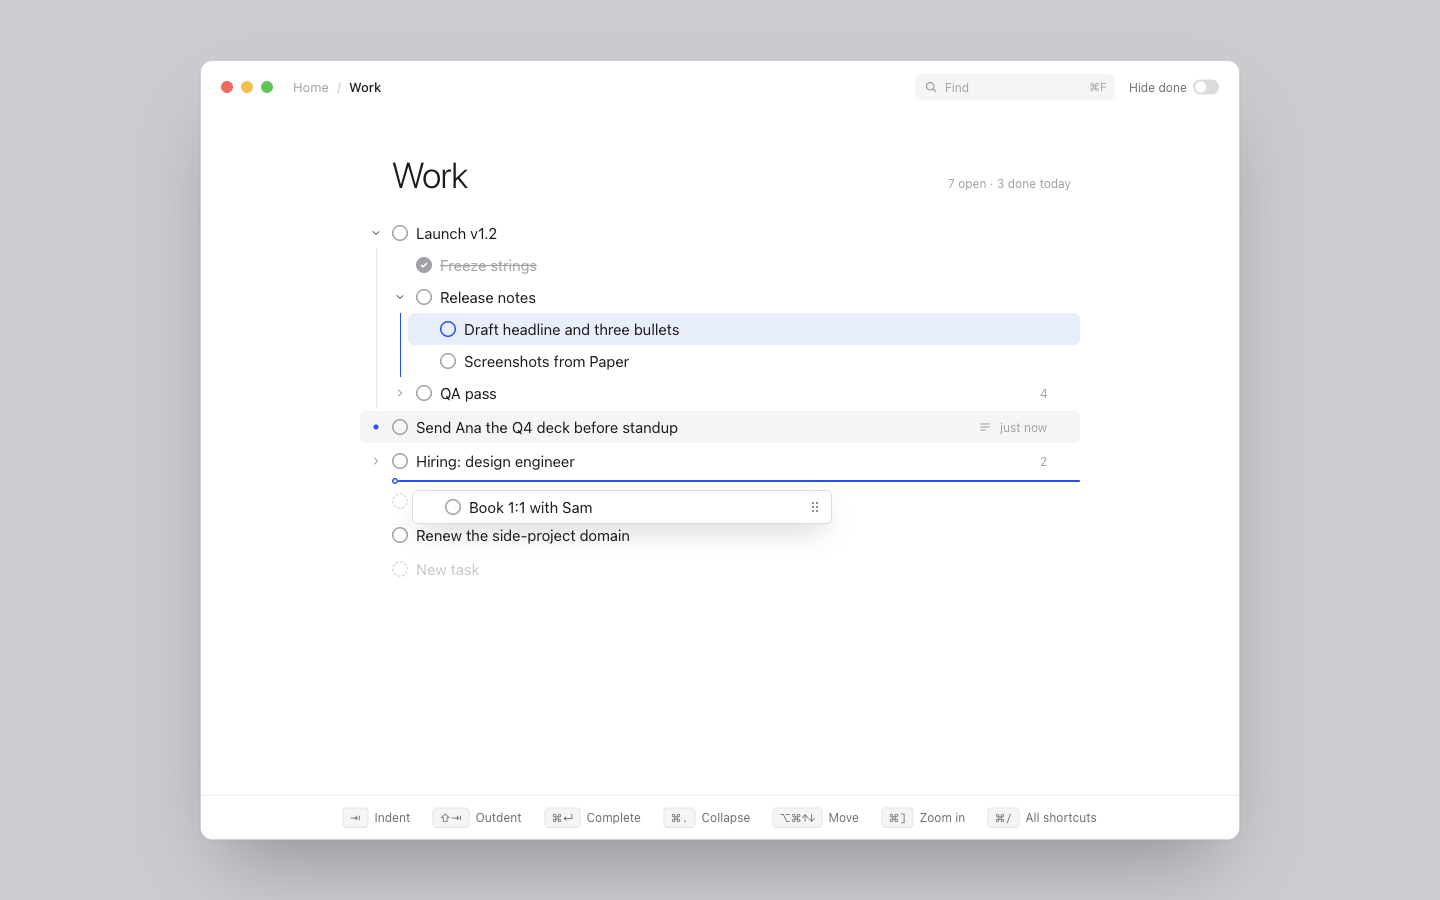 Home / Work
Find ⌘F
Hide done
Work
7 open · 3 done today
Launch v1.2
Freeze strings
Release notes
Draft headline and three bullets
Screenshots from Paper
QA pass 4
Send Ana the Q4 deck before standup just now
Hiring: design engineer 2
Book 1:1 with Sam
Renew the side-project domain
New task
⇥ Indent ⇧⇥ Outdent ⌘↵ Complete ⌘. Collapse ⌥⌘↑↓ Move ⌘] Zoom in ⌘/ All shortcuts